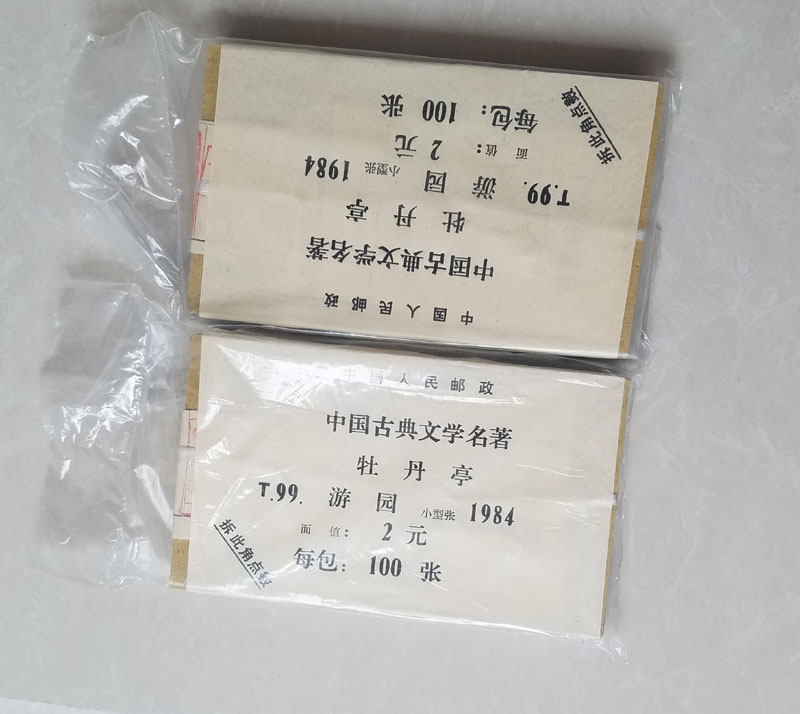 中国人民邮政
中国古典文学名著
牡丹亭
T.99. 游园 小型张 1984
面值: 2元
每包: 100 张
拆此角点数
中国人民邮政
中国古典文学名著
牡丹亭
T.99. 游园 小型张 1984
面值: 2元
每包: 100 张
拆此角点数